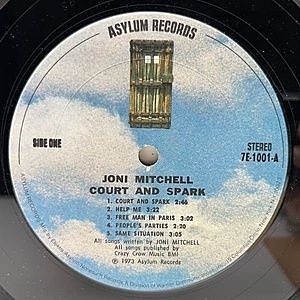 ASYLUM RECORDS
SIDE ONE
STEREO
7E-1001-A
JONI MITCHELL
COURT AND SPARK
1. COURT AND SPARK 2:46
2. HELP ME 3:22
3. FREE MAN IN PARIS 3:02
4. PEOPLE'S PARTIES 2:20
5. SAME SITUATION 3:05
All songs written by JONI MITCHELL
All songs published by
Crazy Crow Music BMI
℗ © 1973 Asylum Records